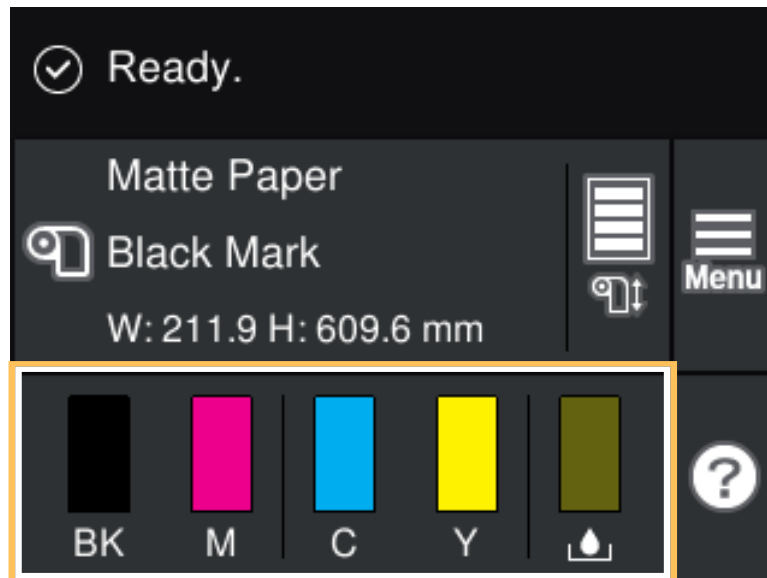 Ready.
Matte Paper
Black Mark
W: 211.9 H: 609.6 mm
Menu
BK M C Y
?